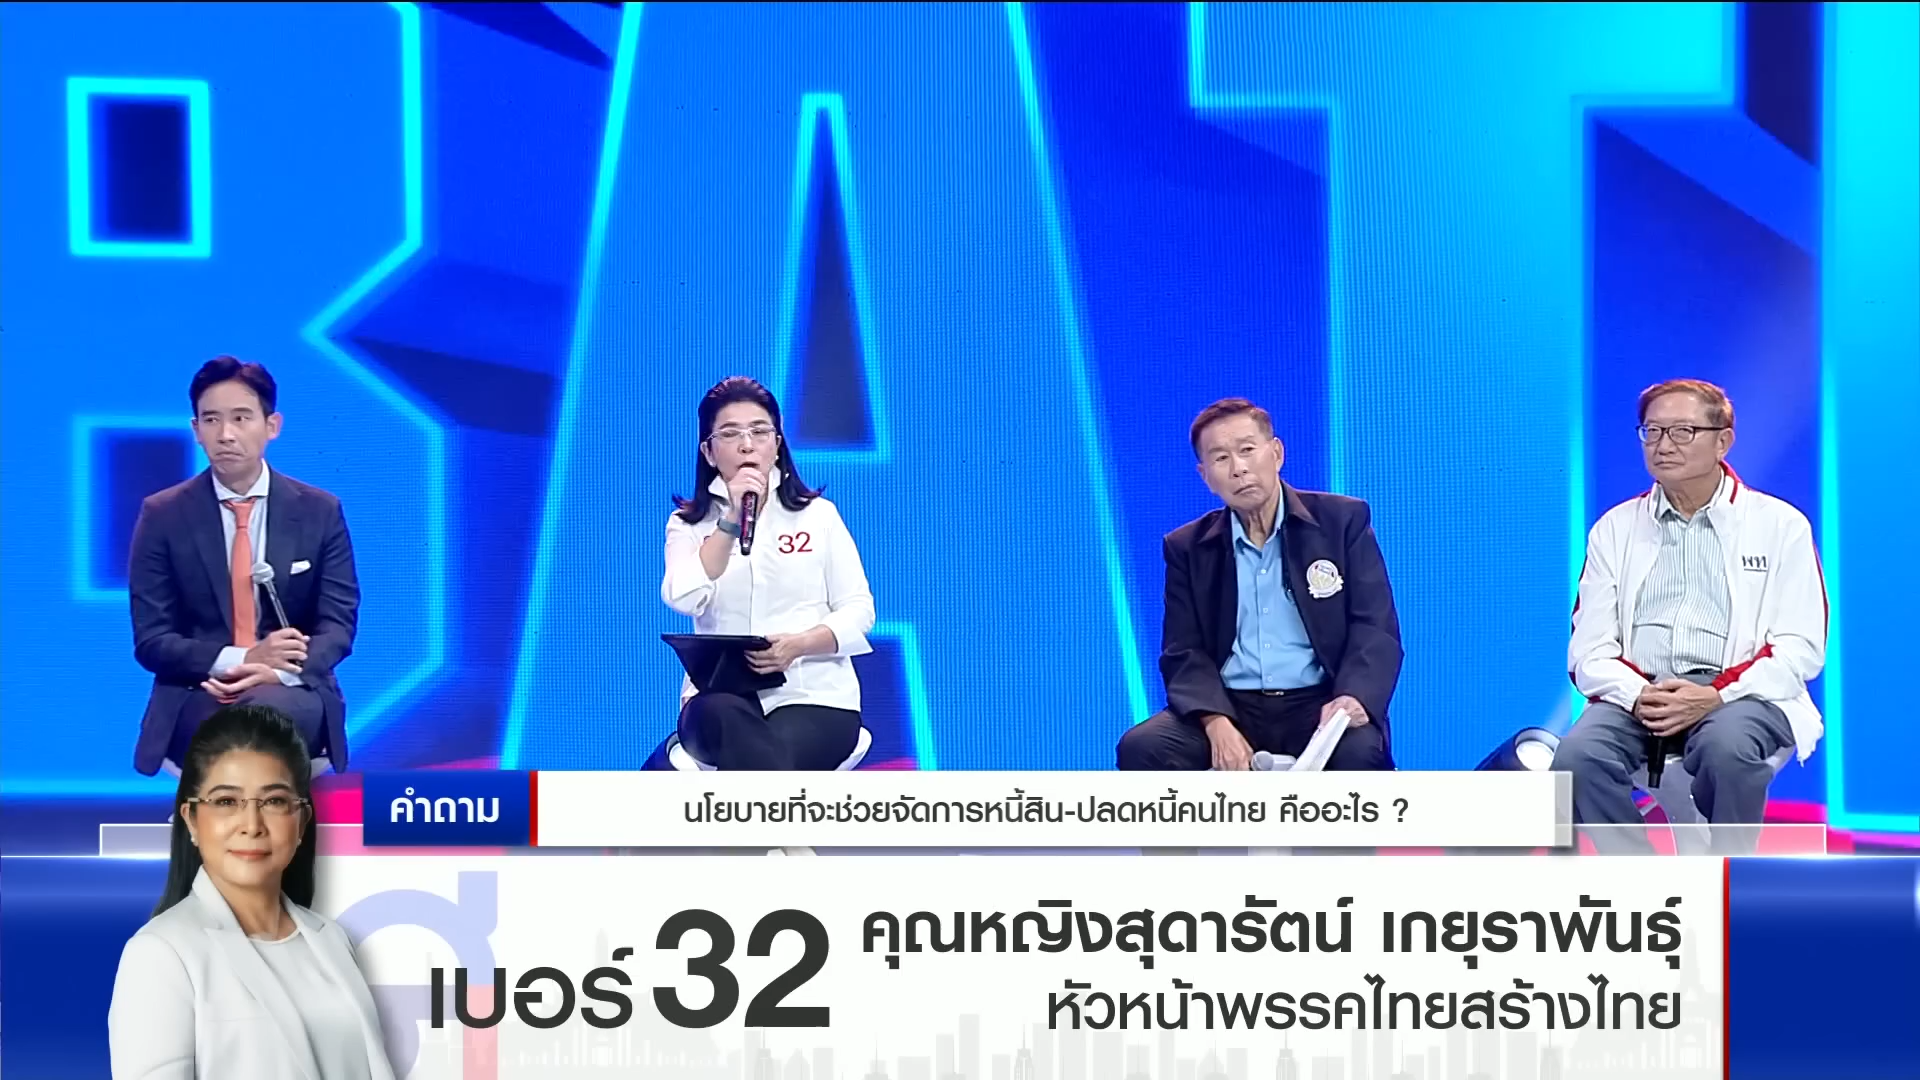 BATE
32
พท
คำถาม
นโยบายที่จะช่วยจัดการหนี้สิน-ปลดหนี้คนไทย คืออะไร ?
เบอร์ 32
คุณหญิงสุดารัตน์ เกยุราพันธุ์
หัวหน้าพรรคไทยสร้างไทย